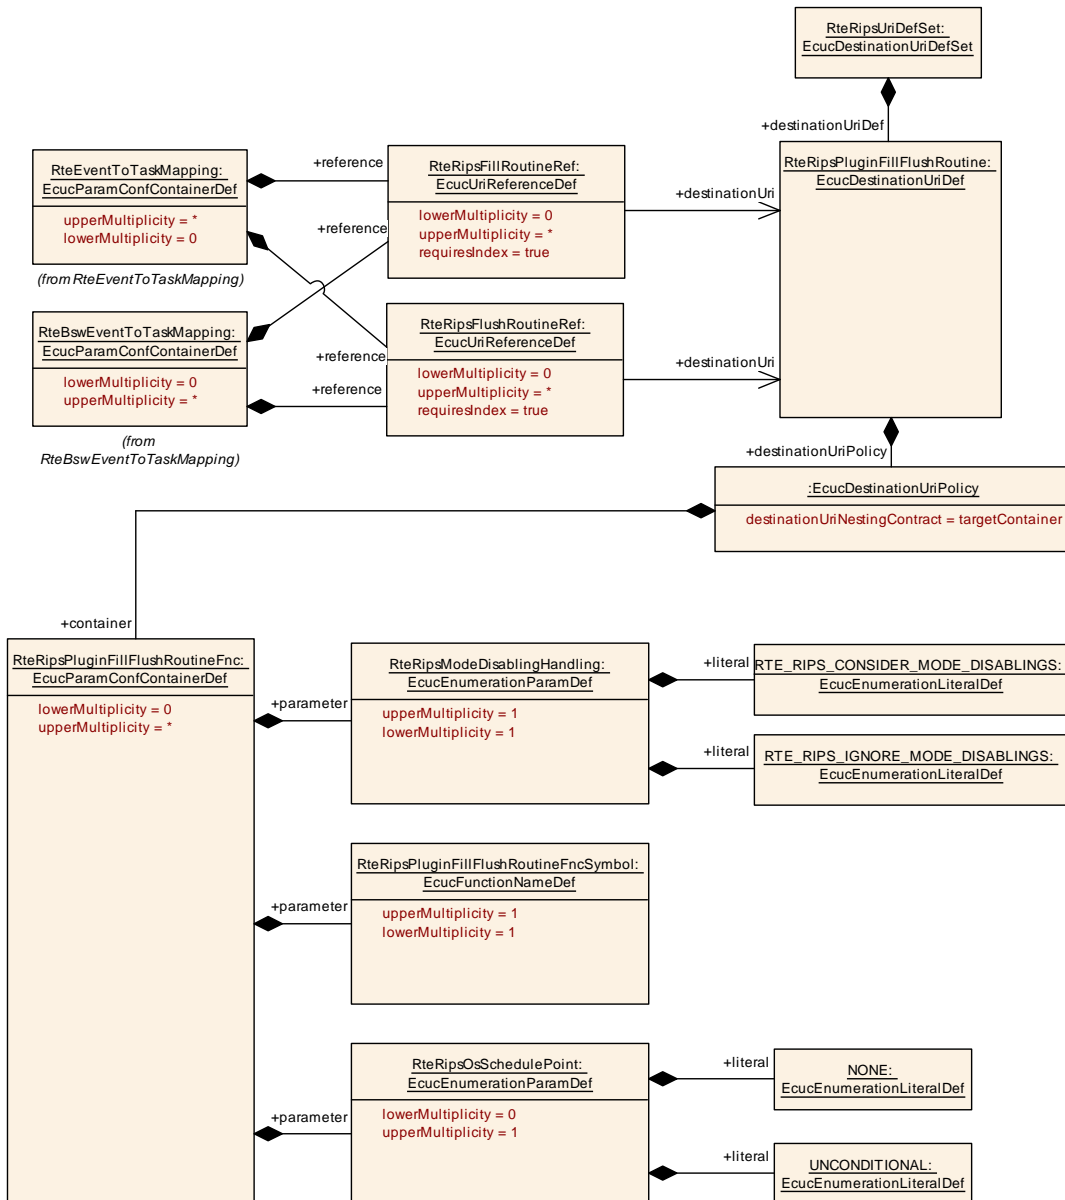 RteRipsUriDefSet:
EcucDestinationUriDefSet
+destinationUriDef
RteEventToTaskMapping:
EcucParamConfContainerDef
upperMultiplicity = *
lowerMultiplicity = 0
(from RteEventToTaskMapping)
+reference
RteRipsFillRoutineRef:
EcucUriReferenceDef
lowerMultiplicity = 0
upperMultiplicity = *
requiresIndex = true
+reference
+destinationUri
RteRipsPluginFillFlushRoutine:
EcucDestinationUriDef
RteBswEventToTaskMapping:
EcucParamConfContainerDef
lowerMultiplicity = 0
upperMultiplicity = *
(from
RteBswEventToTaskMapping)
+reference
+reference
RteRipsFlushRoutineRef:
EcucUriReferenceDef
lowerMultiplicity = 0
upperMultiplicity = *
requiresIndex = true
+destinationUri
+destinationUriPolicy
:EcucDestinationUriPolicy
destinationUriNestingContract = targetContainer
+container
RteRipsPluginFillFlushRoutineFnc:
EcucParamConfContainerDef
lowerMultiplicity = 0
upperMultiplicity = *
+parameter
RteRipsModeDisablingHandling:
EcucEnumerationParamDef
upperMultiplicity = 1
lowerMultiplicity = 1
+literal
RTE_RIPS_CONSIDER_MODE_DISABLINGS:
EcucEnumerationLiteralDef
+literal
RTE_RIPS_IGNORE_MODE_DISABLINGS:
EcucEnumerationLiteralDef
+parameter
RteRipsPluginFillFlushRoutineFncSymbol:
EcucFunctionNameDef
upperMultiplicity = 1
lowerMultiplicity = 1
+parameter
RteRipsOsSchedulePoint:
EcucEnumerationParamDef
lowerMultiplicity = 0
upperMultiplicity = 1
+literal
NONE:
EcucEnumerationLiteralDef
+literal
UNCONDITIONAL:
EcucEnumerationLiteralDef